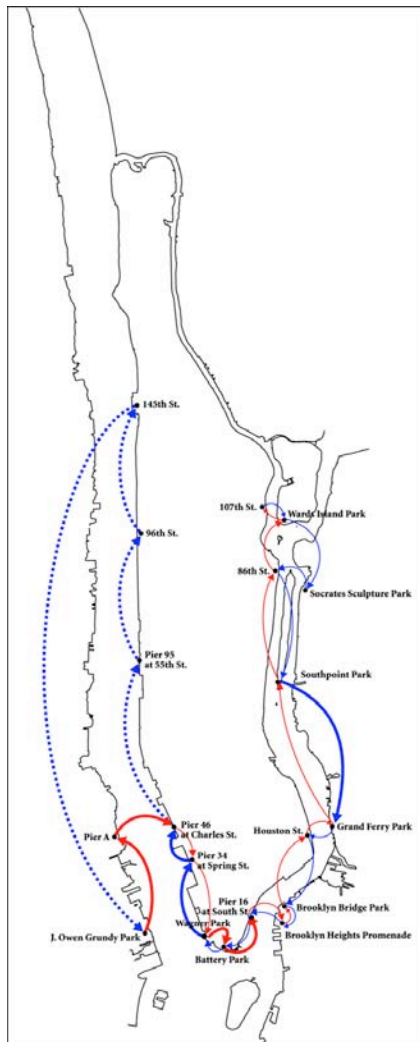 145th St.
107th St.
Wards Island Park
96th St.
86th St.
Socrates Sculpture Park
Pier 95
at 55th St.
Southpoint Park
Pier 46
at Charles St.
Pier A
Houston St.
Grand Ferry Park
Pier 34
at Spring St.
Pier 16
at South St.
Brooklyn Bridge Park
Wagner Park
Brooklyn Heights Promenade
J. Owen Grundy Park
Battery Park